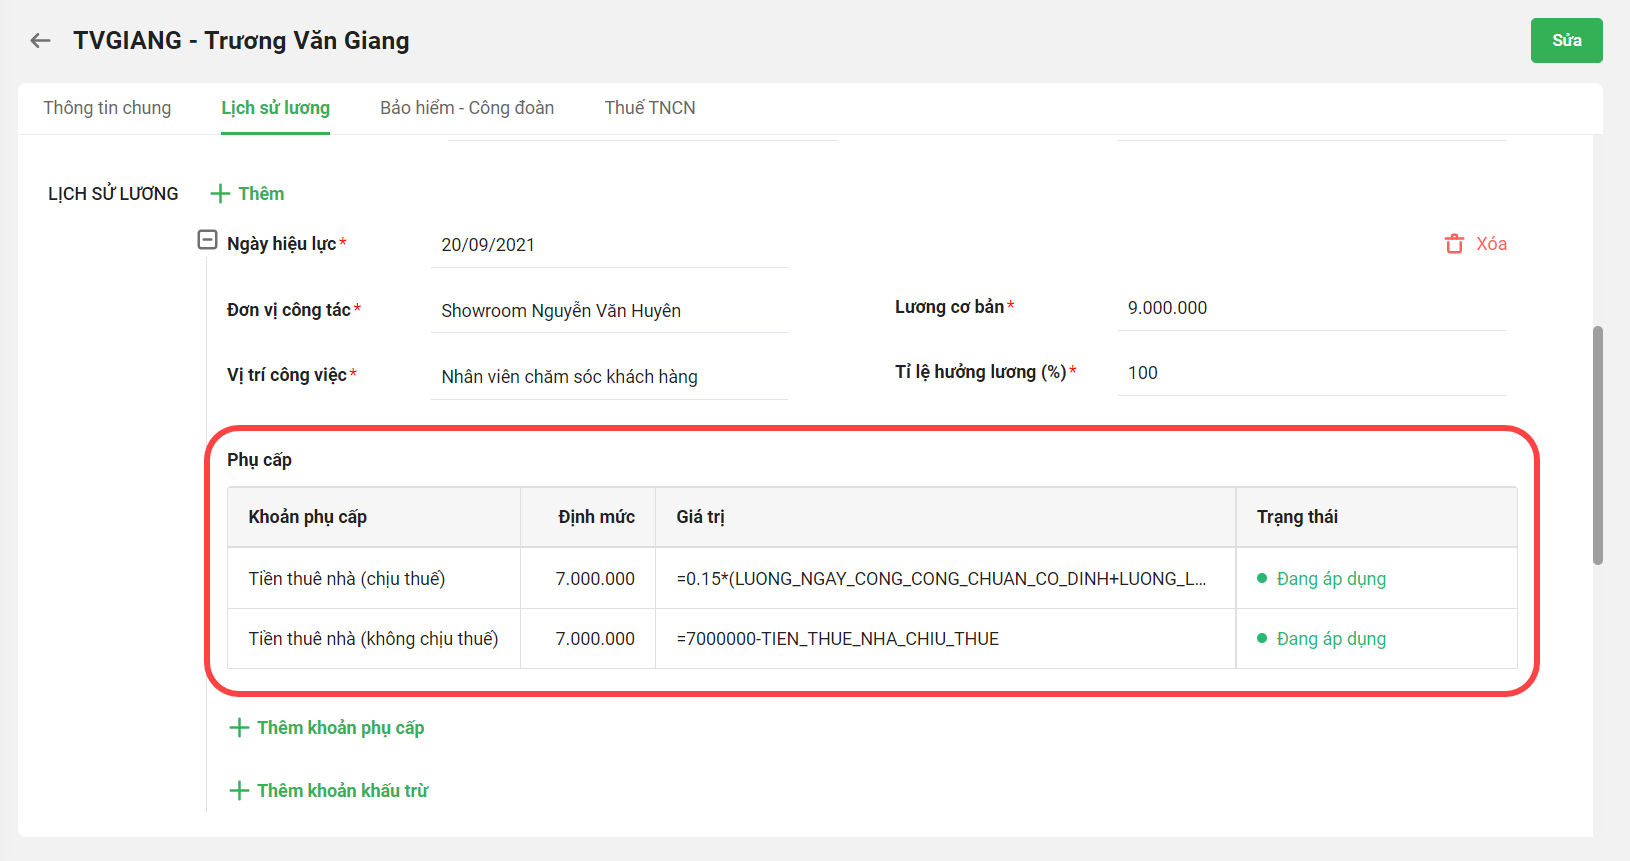 TVGIANG - Trương Văn Giang
Sửa
Thông tin chung
Lịch sử lương
Bảo hiểm - Công đoàn
Thuế TNCN
LỊCH SỬ LƯƠNG
Thêm
Ngày hiệu lực*
20/09/2021
Xóa
Đơn vị công tác*
Showroom Nguyễn Văn Huyên
Lương cơ bản*
9.000.000
Vị trí công việc*
Nhân viên chăm sóc khách hàng
Tỉ lệ hưởng lương (%)*
100
Phụ cấp
Khoản phụ cấp
Định mức
Giá trị
Trạng thái
Tiền thuê nhà (chịu thuế)
7.000.000
=0.15*(LUONG_NGAY_CONG_CONG_CHUAN_CO_DINH+LUONG_L...
Đang áp dụng
Tiền thuê nhà (không chịu thuế)
7.000.000
=7000000-TIEN_THUE_NHA_CHIU_THUE
Đang áp dụng
Thêm khoản phụ cấp
Thêm khoản khấu trừ